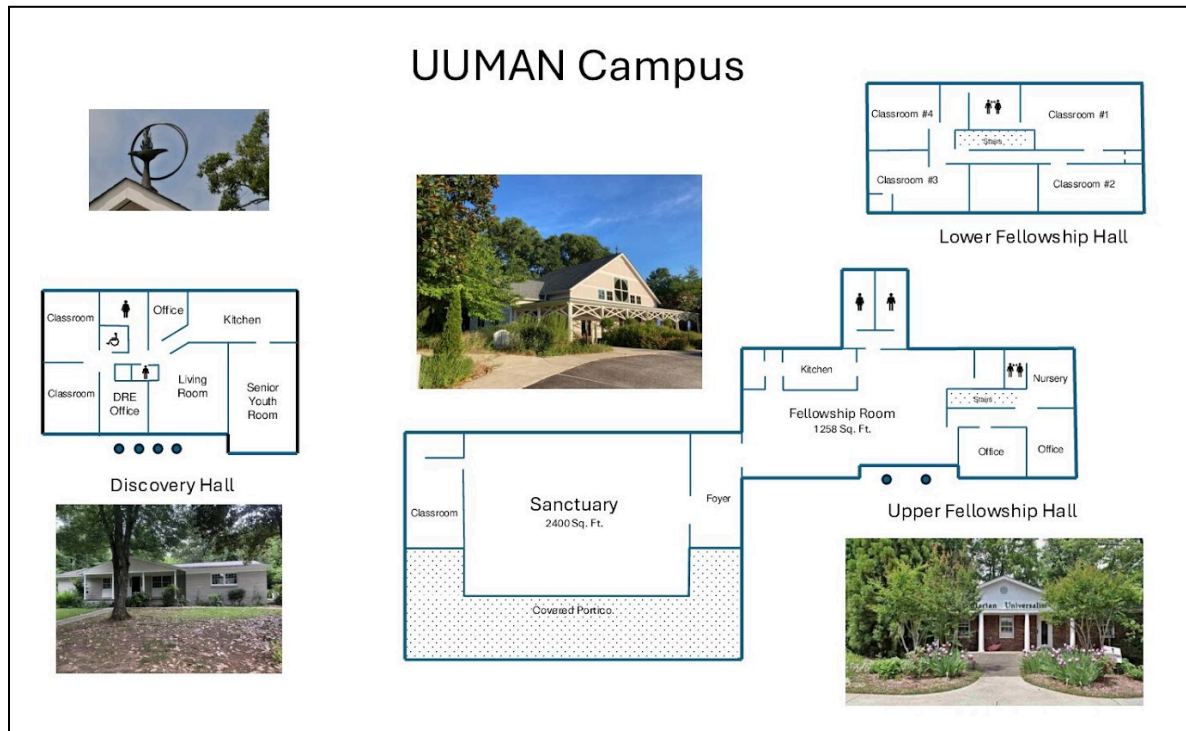 UUMAN Campus
Classroom #4
Classroom #1
Stairs
Classroom #3
Classroom #2
Lower Fellowship Hall
Classroom
Office
Kitchen
Classroom
DRE
Office
Living
Room
Senior
Youth
Room
Discovery Hall
Kitchen
Nursery
Stairs
Fellowship Room
1258 Sq. Ft.
Office
Office
Upper Fellowship Hall
Classroom
Sanctuary
2400 Sq. Ft.
Foyer
Covered Portico.
tarian Universalis